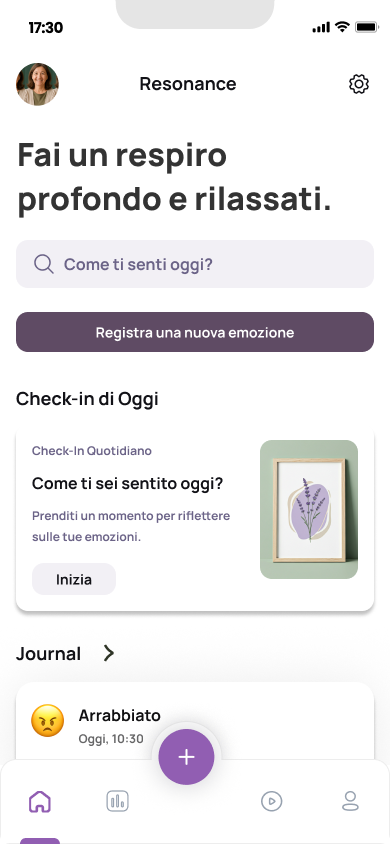 17:30
Resonance
Fai un respiro
profondo e rilassati.
Come ti senti oggi?
Registra una nuova emozione
Check-in di Oggi
Check-In Quotidiano
Come ti sei sentito oggi?
Prenditi un momento per riflettere
sulle tue emozioni.
Inizia
Journal
Arrabbiato
Oggi, 10:30